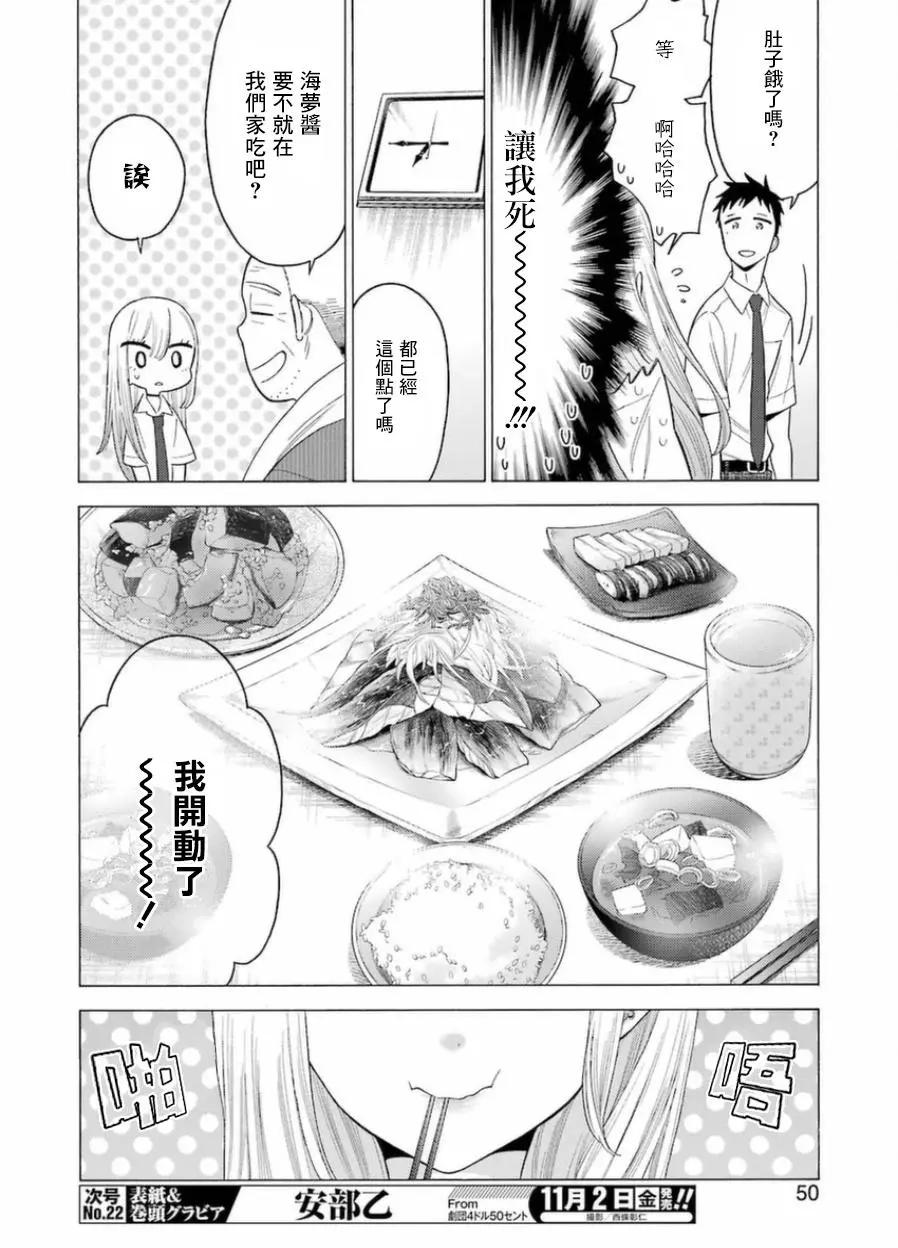 肚子餓了嗎？
等
啊哈哈哈
讓我死～～～～!!!
都已經
這個點了嗎
海夢醬
要不就在
我們家吃吧？
誒
我開動了～～～～！
唔
啪
50
次号
No.22
表紙&
巻頭グラビア
安部乙
From
劇団4ドル50セント
11月2日金発売!!
撮影／西條彰仁